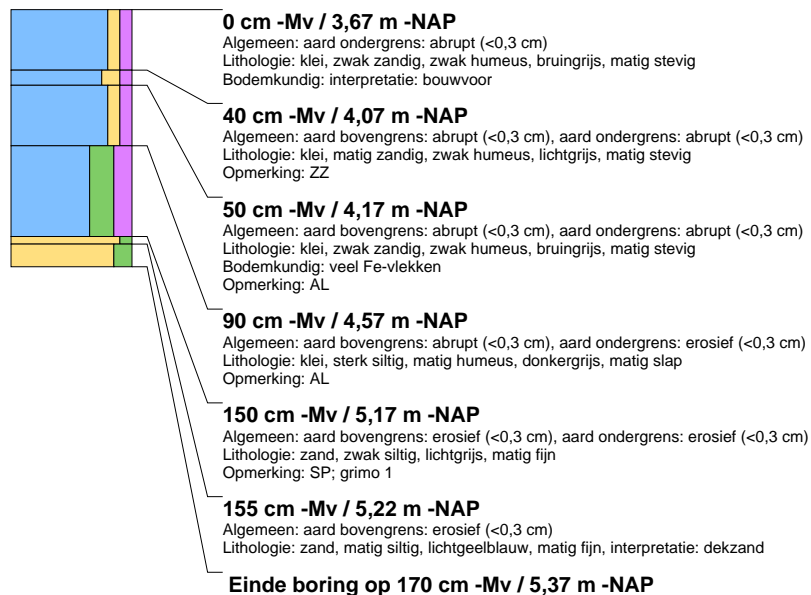 0 cm -Mv / 3,67 m -NAP
Algemeen: aard ondergrens: abrupt (<0,3 cm)
Lithologie: klei, zwak zandig, zwak humeus, bruingrijs, matig stevig
Bodemkundig: interpretatie: bouwvoor
40 cm -Mv / 4,07 m -NAP
Algemeen: aard bovengrens: abrupt (<0,3 cm), aard ondergrens: abrupt (<0,3 cm)
Lithologie: klei, matig zandig, zwak humeus, lichtgrijs, matig stevig
Opmerking: ZZ
50 cm -Mv / 4,17 m -NAP
Algemeen: aard bovengrens: abrupt (<0,3 cm), aard ondergrens: abrupt (<0,3 cm)
Lithologie: klei, zwak zandig, zwak humeus, bruingrijs, matig stevig
Bodemkundig: veel Fe-vlekken
Opmerking: AL
90 cm -Mv / 4,57 m -NAP
Algemeen: aard bovengrens: abrupt (<0,3 cm), aard ondergrens: erosief (<0,3 cm)
Lithologie: klei, sterk siltig, matig humeus, donkergrijs, matig slap
Opmerking: AL
150 cm -Mv / 5,17 m -NAP
Algemeen: aard bovengrens: erosief (<0,3 cm), aard ondergrens: erosief (<0,3 cm)
Lithologie: zand, zwak siltig, lichtgrijs, matig fijn
Opmerking: SP; grimo 1
155 cm -Mv / 5,22 m -NAP
Algemeen: aard bovengrens: erosief (<0,3 cm)
Lithologie: zand, matig siltig, lichtgeelblauw, matig fijn, interpretatie: dekzand
Einde boring op 170 cm -Mv / 5,37 m -NAP